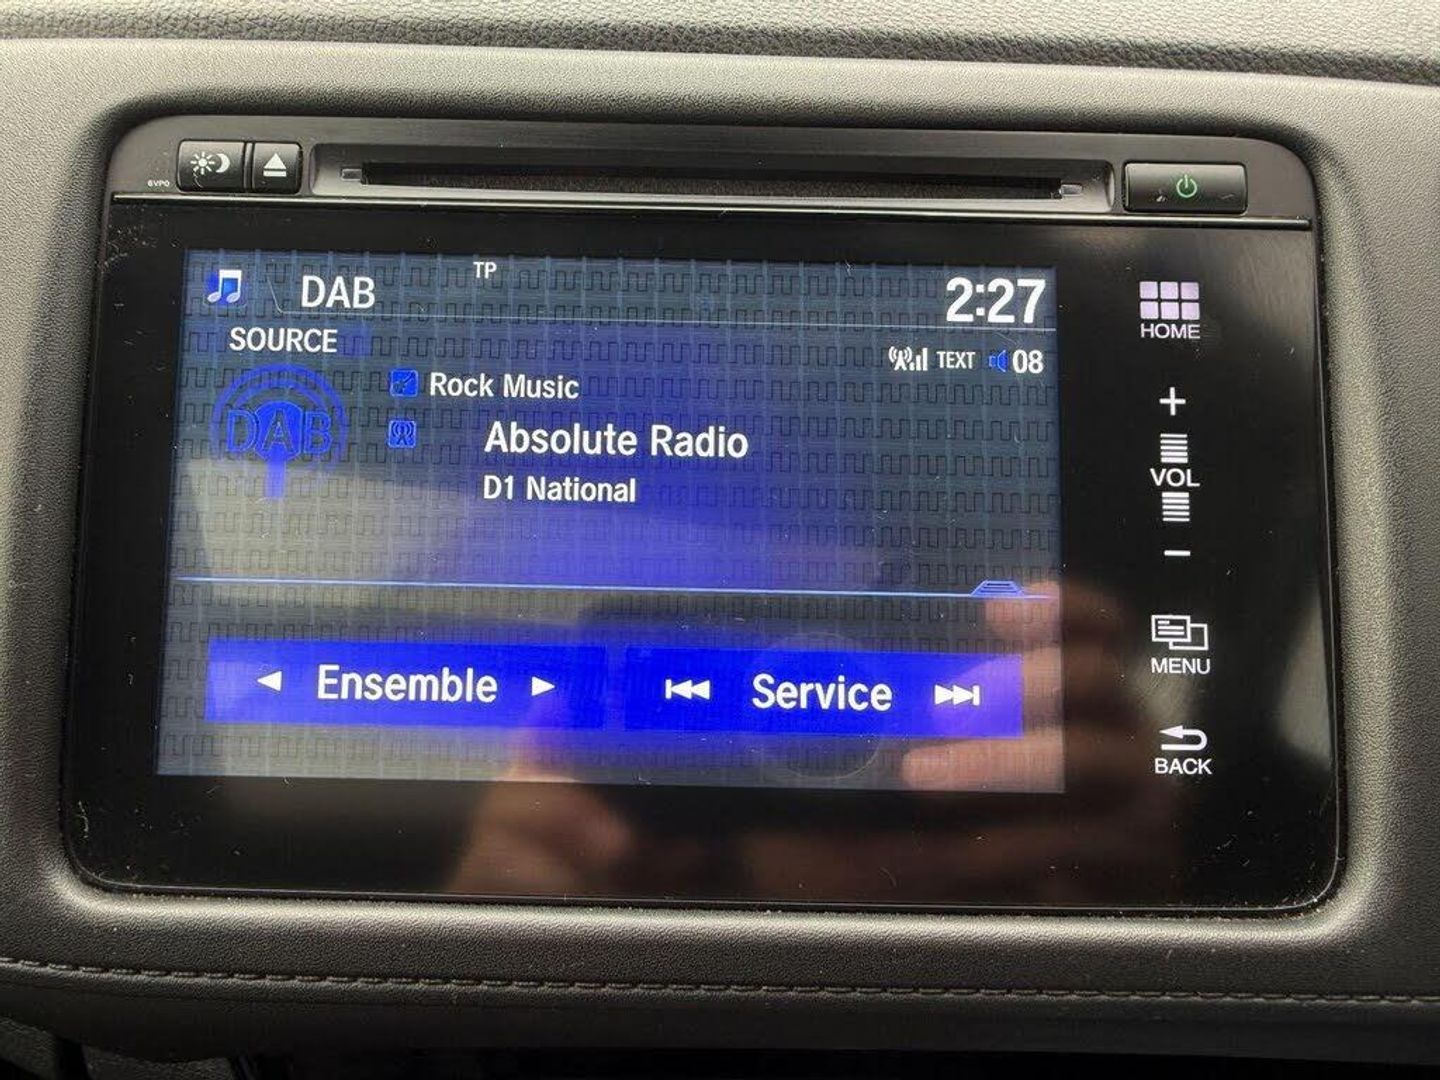 6VP0
DAB
TP
2:27
SOURCE
TEXT 08
Rock Music
DAB
Absolute Radio
D1 National
Ensemble
Service
HOME
+
VOL
-
MENU
BACK